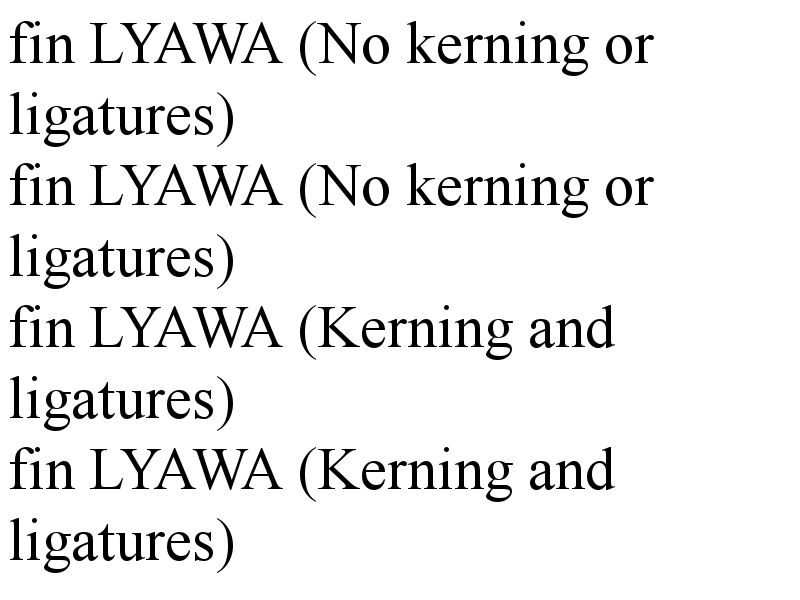 fin LYAWA (No kerning or
ligatures)
fin LYAWA (No kerning or
ligatures)
fin LYAWA (Kerning and
ligatures)
fin LYAWA (Kerning and
ligatures)